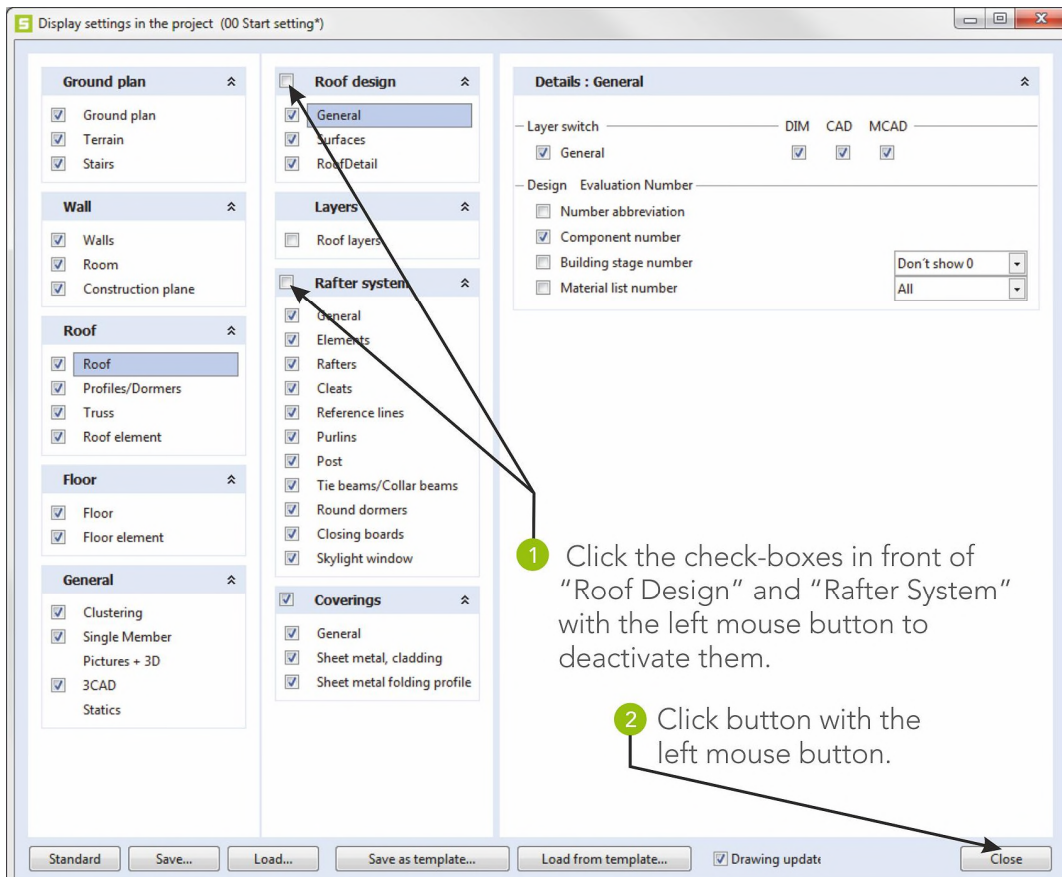 Display settings in the project (00 Start setting*)
Ground plan
Ground plan
Terrain
Stairs
Wall
Walls
Room
Construction plane
Roof
Roof
Profiles/Dormers
Truss
Roof element
Floor
Floor
Floor element
General
Clustering
Single Member
Pictures + 3D
3CAD
Statics
Roof design
General
Surfaces
RoofDetail
Layers
Roof layers
Rafter system
General
Elements
Rafters
Cleats
Reference lines
Purlins
Post
Tie beams/Collar beams
Round dormers
Closing boards
Skylight window
Coverings
General
Sheet metal, cladding
Sheet metal folding profile
Details : General
Layer switch DIM CAD MCAD
General
Design Evaluation Number
Number abbreviation
Component number
Building stage number Don´t show 0
Material list number All
1 Click the check-boxes in front of
“Roof Design” and “Rafter System”
with the left mouse button to
deactivate them.
2 Click button with the
left mouse button.
Standard Save... Load... Save as template... Load from template... Drawing update Close